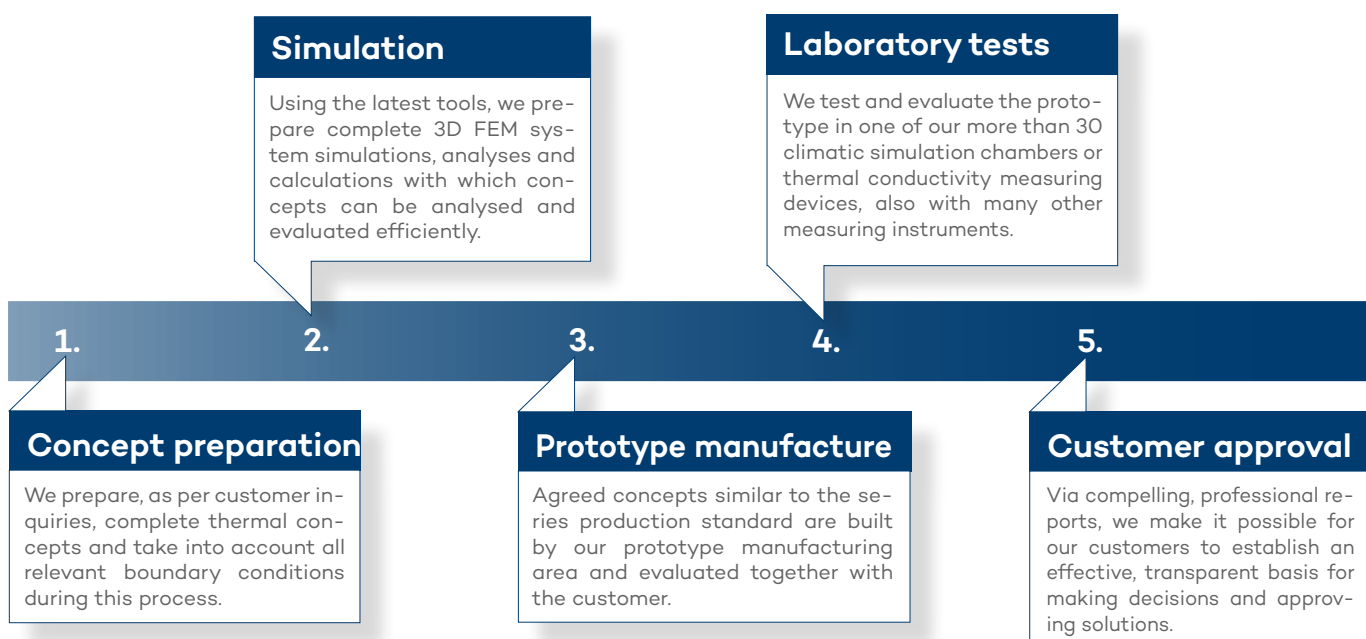 Simulation
Using the latest tools, we pre-
pare complete 3D FEM sys-
tem simulations, analyses and
calculations with which con-
cepts can be analysed and
evaluated efficiently.
Laboratory tests
We test and evaluate the proto-
type in one of our more than 30
climatic simulation chambers or
thermal conductivity measuring
devices, also with many other
measuring instruments.
1.
2.
3.
4.
5.
Concept preparation
We prepare, as per customer in-
quiries, complete thermal con-
cepts and take into account all
relevant boundary conditions
during this process.
Prototype manufacture
Agreed concepts similar to the se-
ries production standard are built
by our prototype manufacturing
area and evaluated together with
the customer.
Customer approval
Via compelling, professional re-
ports, we make it possible for
our customers to establish an
effective, transparent basis for
making decisions and approv-
ing solutions.